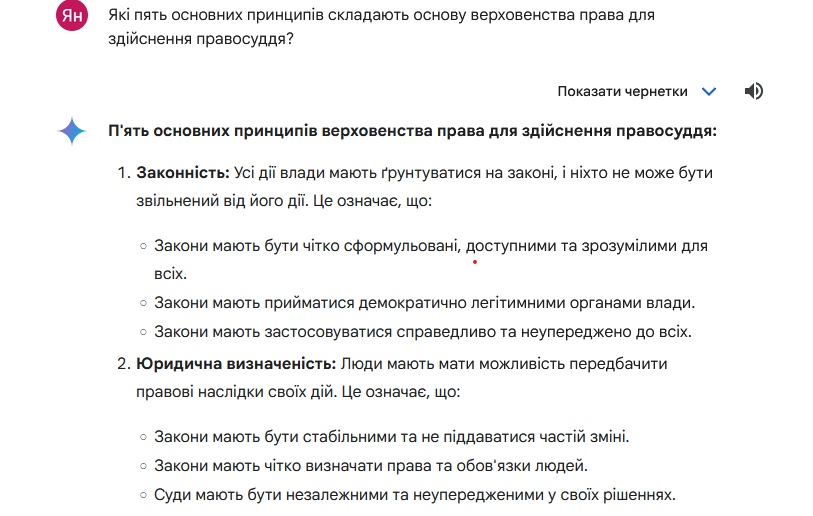 Ян
Які пять основних принципів складають основу верховенства права для
здійснення правосуддя?
Показати чернетки
П'ять основних принципів верховенства права для здійснення правосуддя:
1. Законність: Усі дії влади мають ґрунтуватися на законі, і ніхто не може бути
звільнений від його дії. Це означає, що:
○ Закони мають бути чітко сформульовані, доступними та зрозумілими для
всіх.
○ Закони мають прийматися демократично легітимними органами влади.
○ Закони мають застосовуватися справедливо та неупереджено до всіх.
2. Юридична визначеність: Люди мають мати можливість передбачити
правові наслідки своїх дій. Це означає, що:
○ Закони мають бути стабільними та не піддаватися частій зміні.
○ Закони мають чітко визначати права та обов'язки людей.
○ Суди мають бути незалежними та неупередженими у своїх рішеннях.